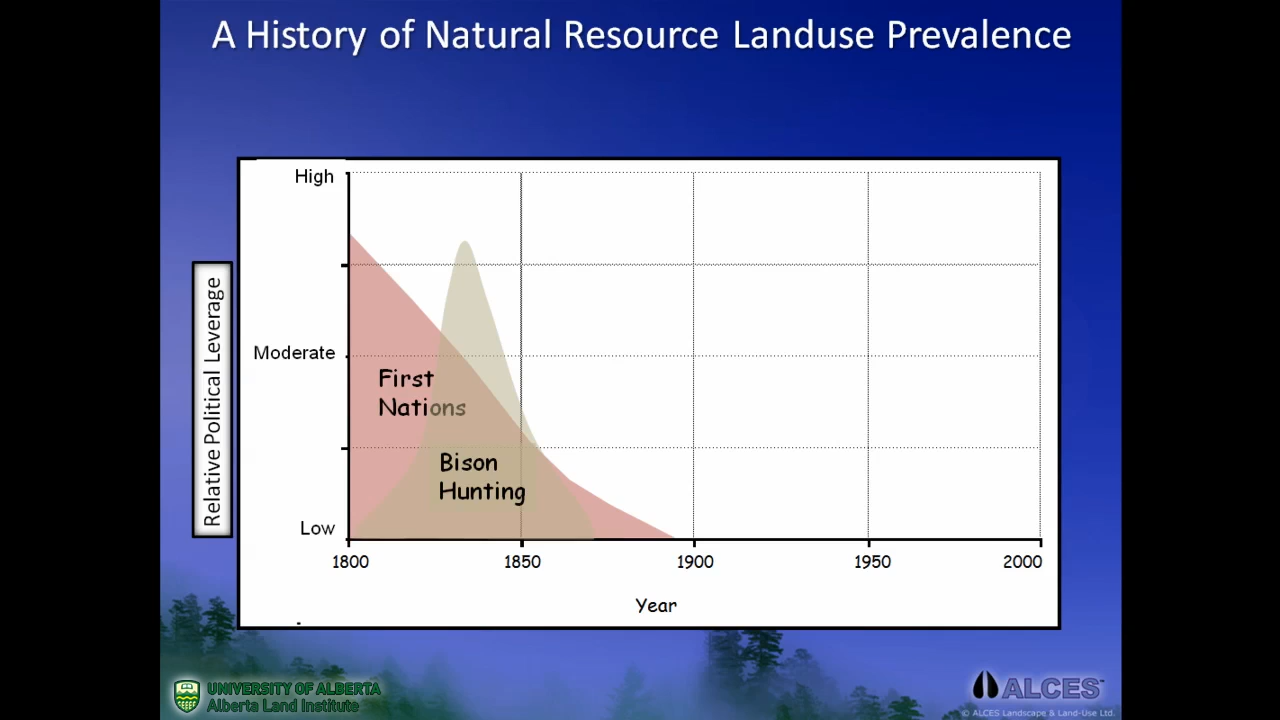 A History of Natural Resource Landuse Prevalence
High
Moderate
Low
Relative Political Leverage
First
Nations
Bison
Hunting
1800 1850 1900 1950 2000
Year
UNIVERSITY OF ALBERTA
Alberta Land Institute
ALCES™
© ALCES Landscape & Land-Use Ltd.